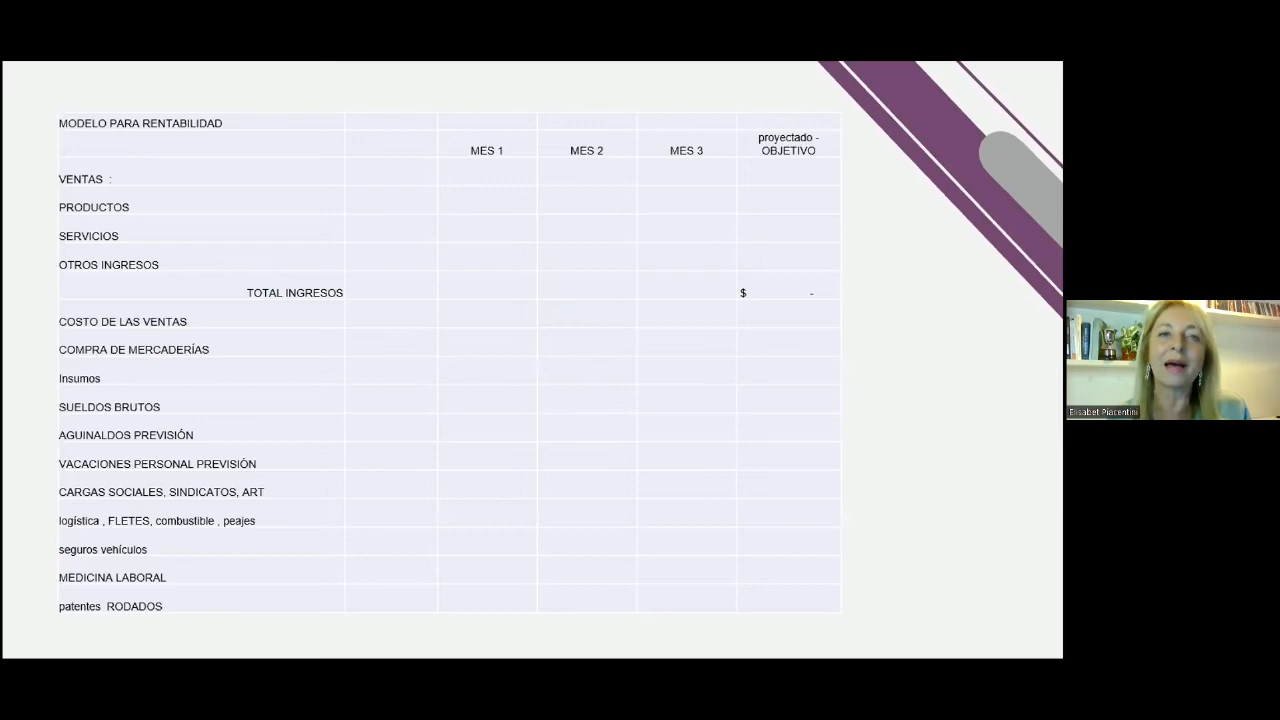 MODELO PARA RENTABILIDAD
MES 1 MES 2 MES 3 proyectado -
OBJETIVO
VENTAS :
PRODUCTOS
SERVICIOS
OTROS INGRESOS
TOTAL INGRESOS $ -
COSTO DE LAS VENTAS
COMPRA DE MERCADERÍAS
Insumos
SUELDOS BRUTOS
AGUINALDOS PREVISIÓN
VACACIONES PERSONAL PREVISIÓN
CARGAS SOCIALES, SINDICATOS, ART
logística , FLETES, combustible , peajes
seguros vehículos
MEDICINA LABORAL
patentes RODADOS
Elisabet Piacentini